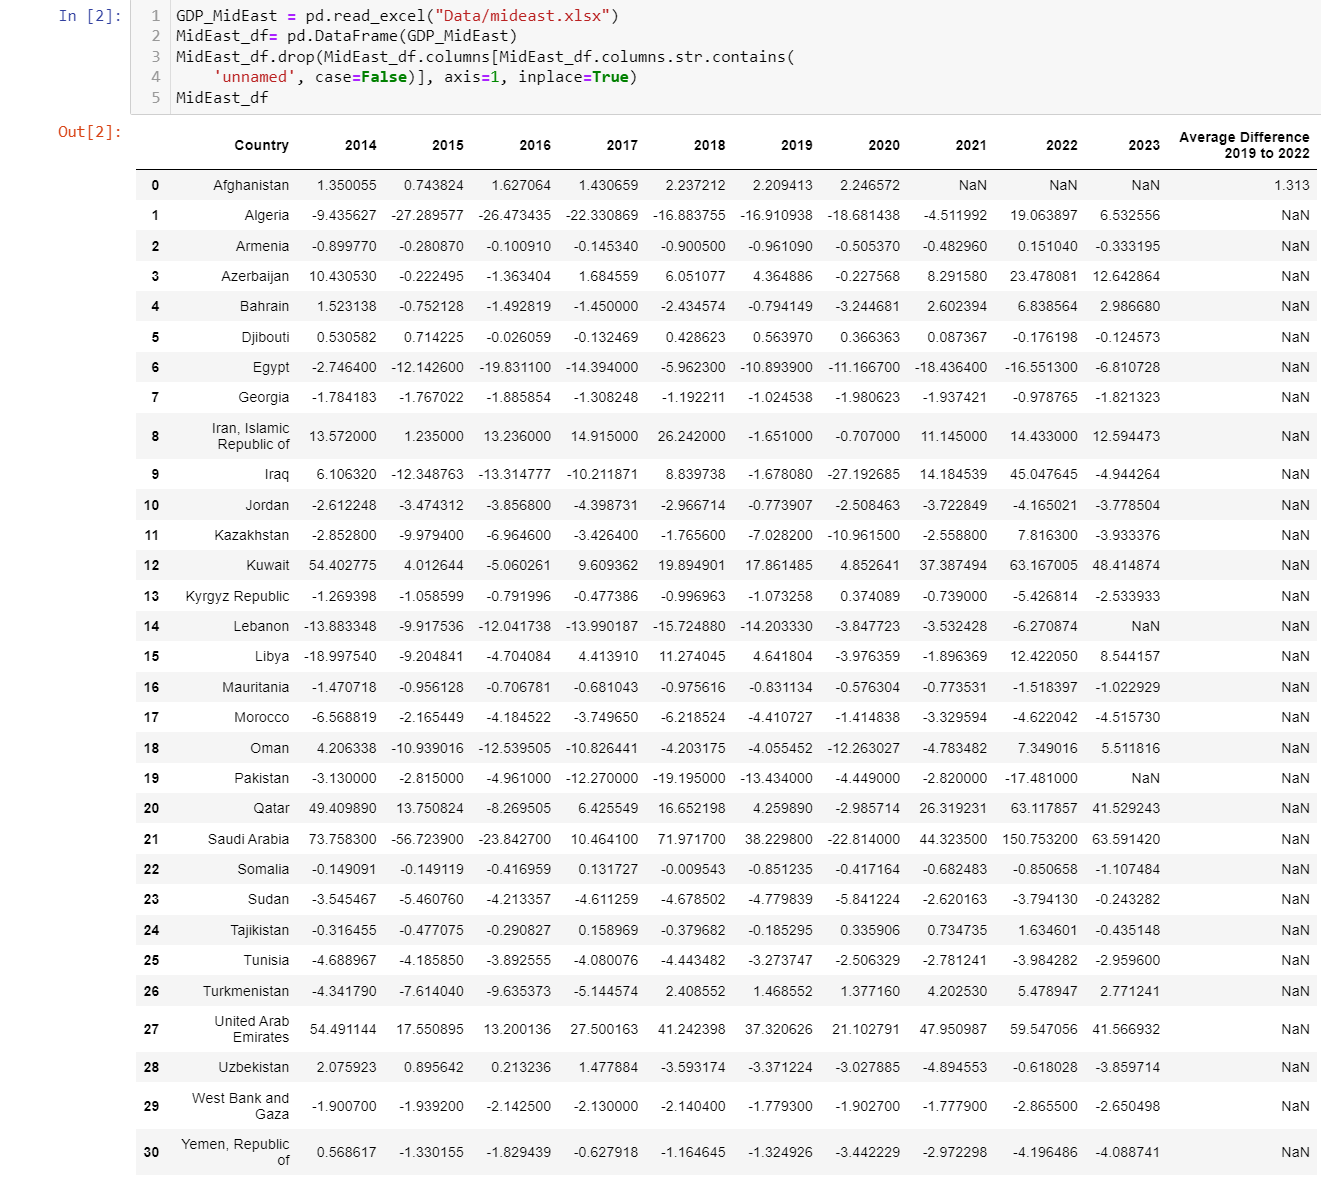 In [2]:
1 GDP_MidEast = pd.read_excel("Data/mideast.xlsx")
2 MidEast_df= pd.DataFrame(GDP_MidEast)
3 MidEast_df.drop(MidEast_df.columns[MidEast_df.columns.str.contains(
4     'unnamed', case=False)], axis=1, inplace=True)
5 MidEast_df
Out[2]:
Country 2014 2015 2016 2017 2018 2019 2020 2021 2022 2023 Average Difference
2019 to 2022
0 Afghanistan 1.350055 0.743824 1.627064 1.430659 2.237212 2.209413 2.246572 NaN NaN NaN 1.313
1 Algeria -9.435627 -27.289577 -26.473435 -22.330869 -16.883755 -16.910938 -18.681438 -4.511992 19.063897 6.532556 NaN
2 Armenia -0.899770 -0.280870 -0.100910 -0.145340 -0.900500 -0.961090 -0.505370 -0.482960 0.151040 -0.333195 NaN
3 Azerbaijan 10.430530 -0.222495 -1.363404 1.684559 6.051077 4.364886 -0.227568 8.291580 23.478081 12.642864 NaN
4 Bahrain 1.523138 -0.752128 -1.492819 -1.450000 -2.434574 -0.794149 -3.244681 2.602394 6.838564 2.986680 NaN
5 Djibouti 0.530582 0.714225 -0.026059 -0.132469 0.428623 0.563970 0.366363 0.087367 -0.176198 -0.124573 NaN
6 Egypt -2.746400 -12.142600 -19.831100 -14.394000 -5.962300 -10.893900 -11.166700 -18.436400 -16.551300 -6.810728 NaN
7 Georgia -1.784183 -1.767022 -1.885854 -1.308248 -1.192211 -1.024538 -1.980623 -1.937421 -0.978765 -1.821323 NaN
8 Iran, Islamic
Republic of 13.572000 1.235000 13.236000 14.915000 26.242000 -1.651000 -0.707000 11.145000 14.433000 12.594473 NaN
9 Iraq 6.106320 -12.348763 -13.314777 -10.211871 8.839738 -1.678080 -27.192685 14.184539 45.047645 -4.944264 NaN
10 Jordan -2.612248 -3.474312 -3.856800 -4.398731 -2.966714 -0.773907 -2.508463 -3.722849 -4.165021 -3.778504 NaN
11 Kazakhstan -2.852800 -9.979400 -6.964600 -3.426400 -1.765600 -7.028200 -10.961500 -2.558800 7.816300 -3.933376 NaN
12 Kuwait 54.402775 4.012644 -5.060261 9.609362 19.894901 17.861485 4.852641 37.387494 63.167005 48.414874 NaN
13 Kyrgyz Republic -1.269398 -1.058599 -0.791996 -0.477386 -0.996963 -1.073258 0.374089 -0.739000 -5.426814 -2.533933 NaN
14 Lebanon -13.883348 -9.917536 -12.041738 -13.990187 -15.724880 -14.203330 -3.847723 -3.532428 -6.270874 NaN NaN
15 Libya -18.997540 -9.204841 -4.704084 4.413910 11.274045 4.641804 -3.976359 -1.896369 12.422050 8.544157 NaN
16 Mauritania -1.470718 -0.956128 -0.706781 -0.681043 -0.975616 -0.831134 -0.576304 -0.773531 -1.518397 -1.022929 NaN
17 Morocco -6.568819 -2.165449 -4.184522 -3.749650 -6.218524 -4.410727 -1.414838 -3.329594 -4.622042 -4.515730 NaN
18 Oman 4.206338 -10.939016 -12.539505 -10.826441 -4.203175 -4.055452 -12.263027 -4.783482 7.349016 5.511816 NaN
19 Pakistan -3.130000 -2.815000 -4.961000 -12.270000 -19.195000 -13.434000 -4.449000 -2.820000 -17.481000 NaN NaN
20 Qatar 49.409890 13.750824 -8.269505 6.425549 16.652198 4.259890 -2.985714 26.319231 63.117857 41.529243 NaN
21 Saudi Arabia 73.758300 -56.723900 -23.842700 10.464100 71.971700 38.229800 -22.814000 44.323500 150.753200 63.591420 NaN
22 Somalia -0.149091 -0.149119 -0.416959 0.131727 -0.009543 -0.851235 -0.417164 -0.682483 -0.850658 -1.107484 NaN
23 Sudan -3.545467 -5.460760 -4.213357 -4.611259 -4.678502 -4.779839 -5.841224 -2.620163 -3.794130 -0.243282 NaN
24 Tajikistan -0.316455 -0.477075 -0.290827 0.158969 -0.379682 -0.185295 0.335906 0.734735 1.634601 -0.435148 NaN
25 Tunisia -4.688967 -4.185850 -3.892555 -4.080076 -4.443482 -3.273747 -2.506329 -2.781241 -3.984282 -2.959600 NaN
26 Turkmenistan -4.341790 -7.614040 -9.635373 -5.144574 2.408552 1.468552 1.377160 4.202530 5.478947 2.771241 NaN
27 United Arab
Emirates 54.491144 17.550895 13.200136 27.500163 41.242398 37.320626 21.102791 47.950987 59.547056 41.566932 NaN
28 Uzbekistan 2.075923 0.895642 0.213236 1.477884 -3.593174 -3.371224 -3.027885 -4.894553 -0.618028 -3.859714 NaN
29 West Bank and
Gaza -1.900700 -1.939200 -2.142500 -2.130000 -2.140400 -1.779300 -1.902700 -1.777900 -2.865500 -2.650498 NaN
30 Yemen, Republic
of 0.568617 -1.330155 -1.829439 -0.627918 -1.164645 -1.324926 -3.442229 -2.972298 -4.196486 -4.088741 NaN